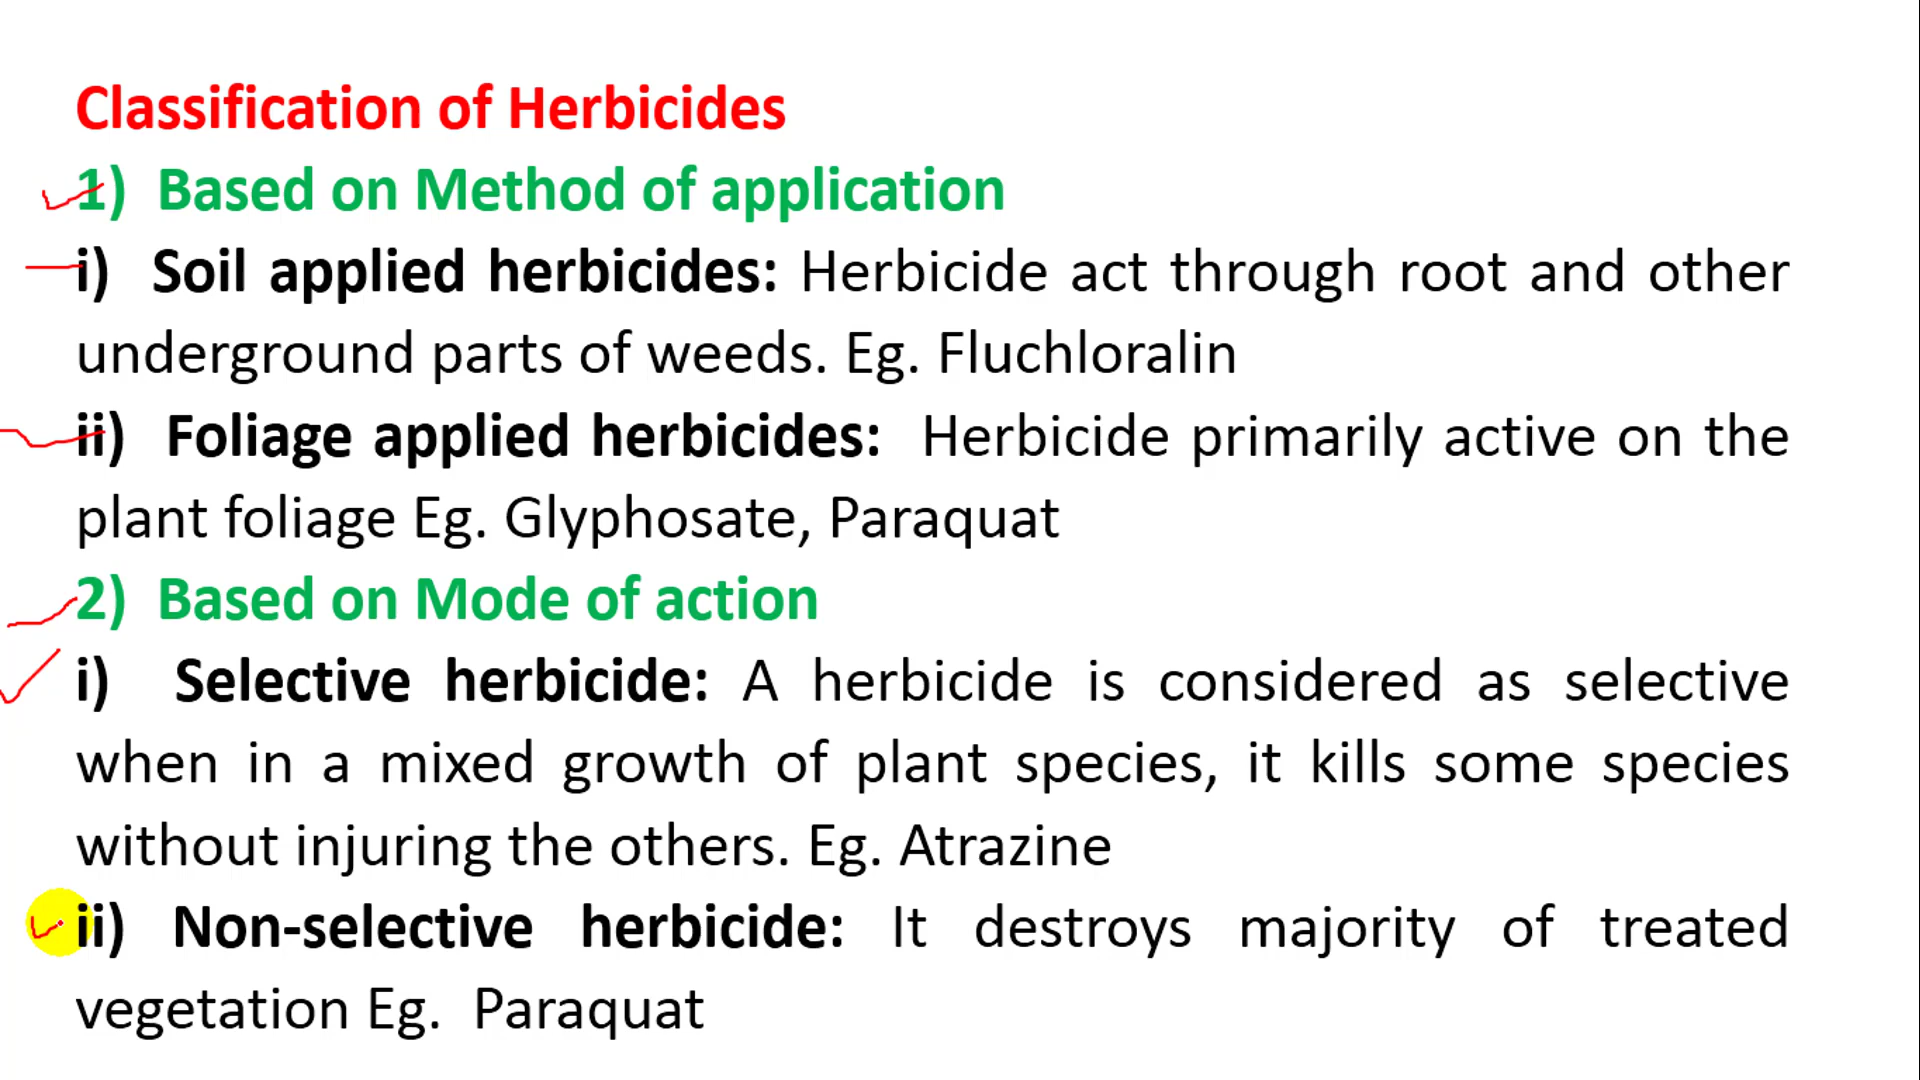 Classification of Herbicides
1) Based on Method of application
i) Soil applied herbicides: Herbicide act through root and other
underground parts of weeds. Eg. Fluchloralin
ii) Foliage applied herbicides: Herbicide primarily active on the
plant foliage Eg. Glyphosate, Paraquat
2) Based on Mode of action
i) Selective herbicide: A herbicide is considered as selective
when in a mixed growth of plant species, it kills some species
without injuring the others. Eg. Atrazine
ii) Non-selective herbicide: It destroys majority of treated
vegetation Eg. Paraquat